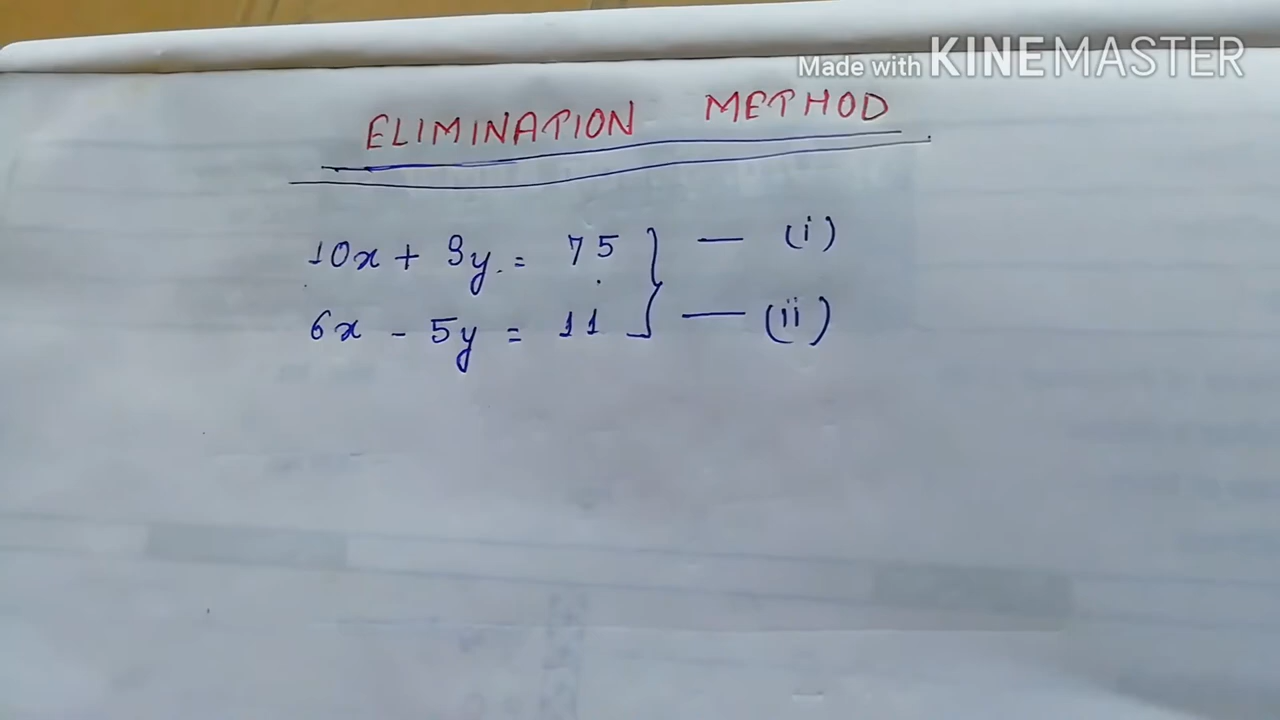 Made with KINEMASTER
ELIMINATION METHOD
10x + 3y = 75 } — (i)
6x - 5y = 11 — (ii)